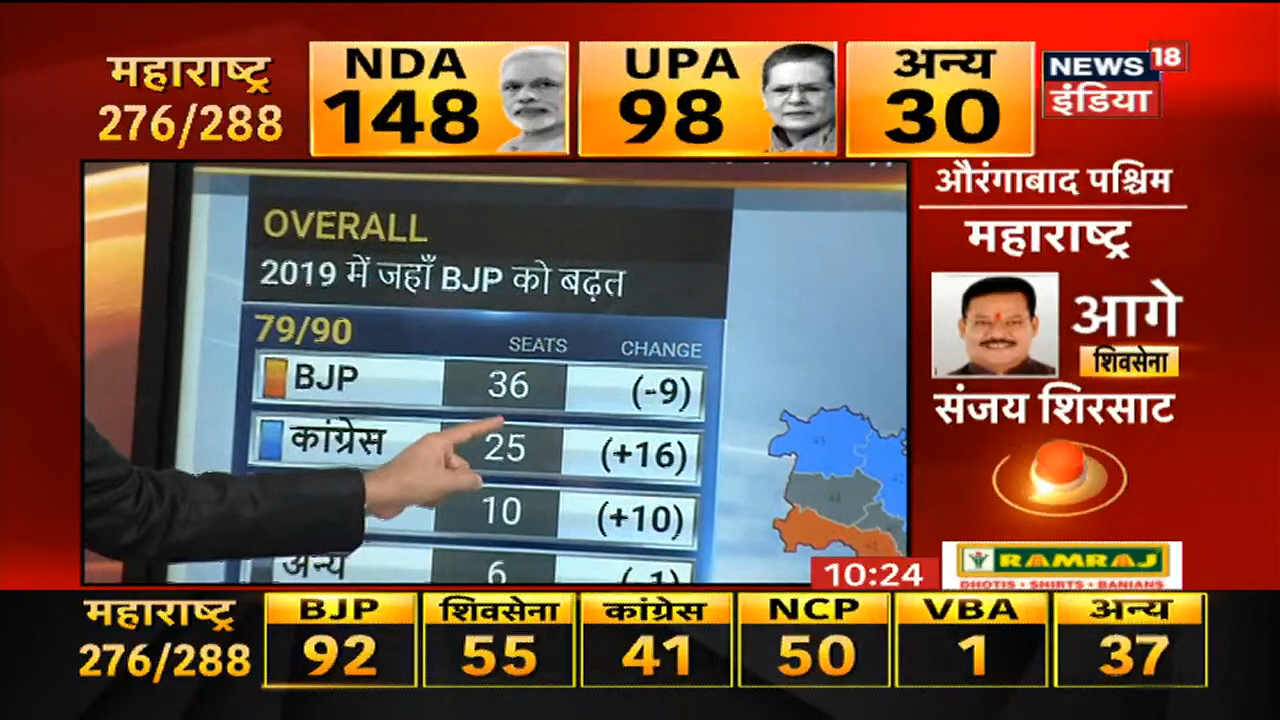 महाराष्ट्र
276/288
NDA
148
UPA
98
अन्य
30
NEWS 18
इंडिया
OVERALL
2019 में जहाँ BJP को बढ़त
79/90
SEATS CHANGE
BJP 36 (-9)
कांग्रेस 25 (+16)
10 (+10)
अन्य 6 (-1)
औरंगाबाद पश्चिम
महाराष्ट्र
आगे
शिवसेना
संजय शिरसाट
10:24
RAMRAJ
DHOTIS • SHIRTS • BANIANS
महाराष्ट्र
276/288
BJP शिवसेना कांग्रेस NCP VBA अन्य
92 55 41 50 1 37